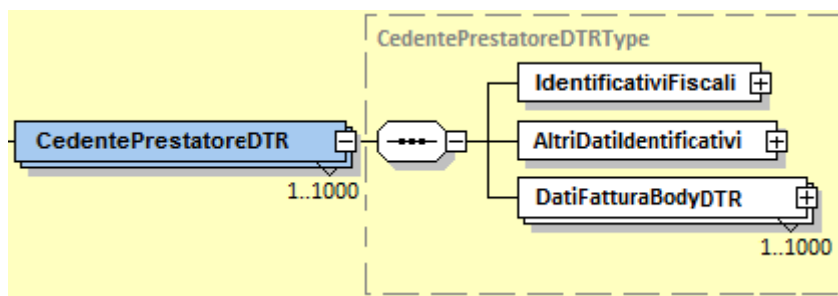 CedentePrestatoreDTRType
IdentificativiFiscali
CedentePrestatoreDTR
AltriDatiIdentificativi
1..1000
DatiFatturaBodyDTR
1..1000